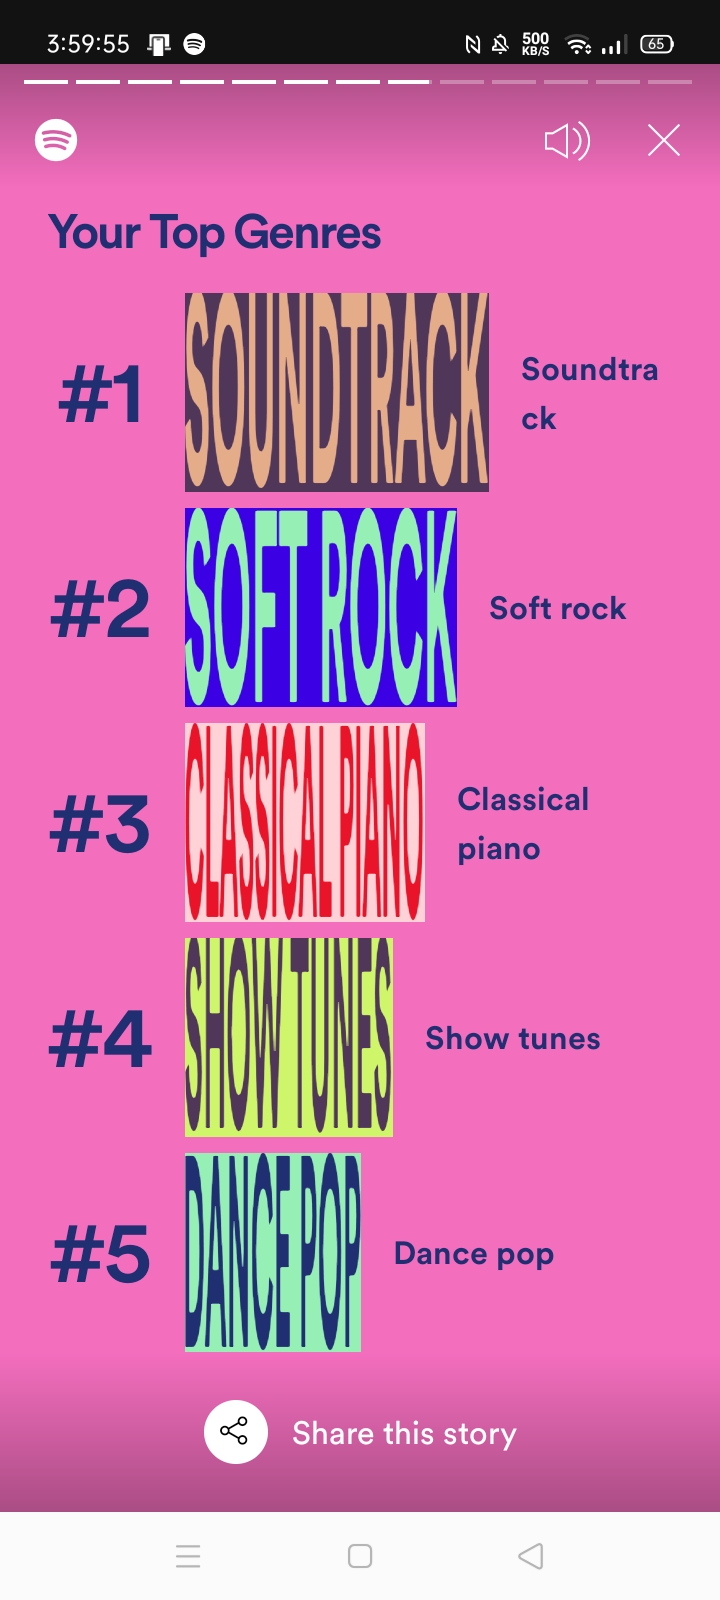 3:59:55
500
KB/S
65
Your Top Genres
#1
SOUNDTRACK
Soundtra
ck
#2
SOFT ROCK
Soft rock
#3
CLASSICAL PIANO
Classical
piano
#4
SHOW TUNES
Show tunes
#5
DANCE POP
Dance pop
Share this story